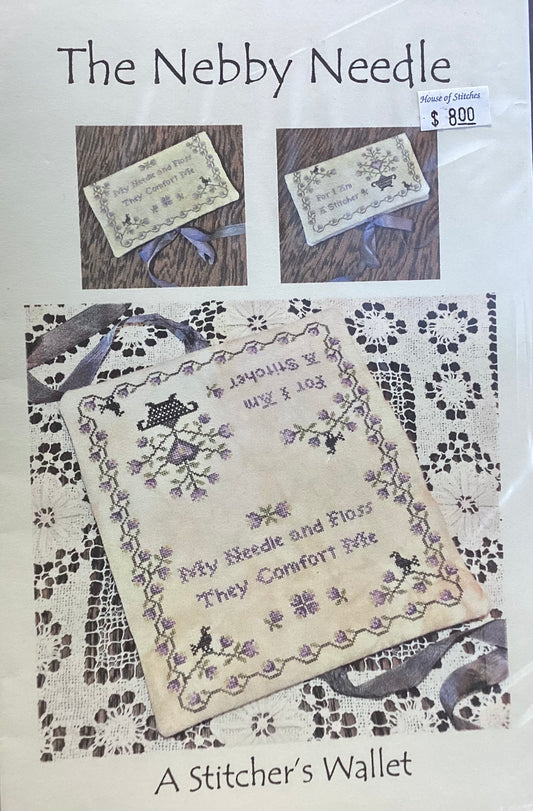 The Nebby Needle
House of Stitches
$ 8.00
My Needle and Floss
They Comfort Me
For I Am
A Stitcher
For I Am
A Stitcher
My Needle and Floss
They Comfort Me
A Stitcher's Wallet